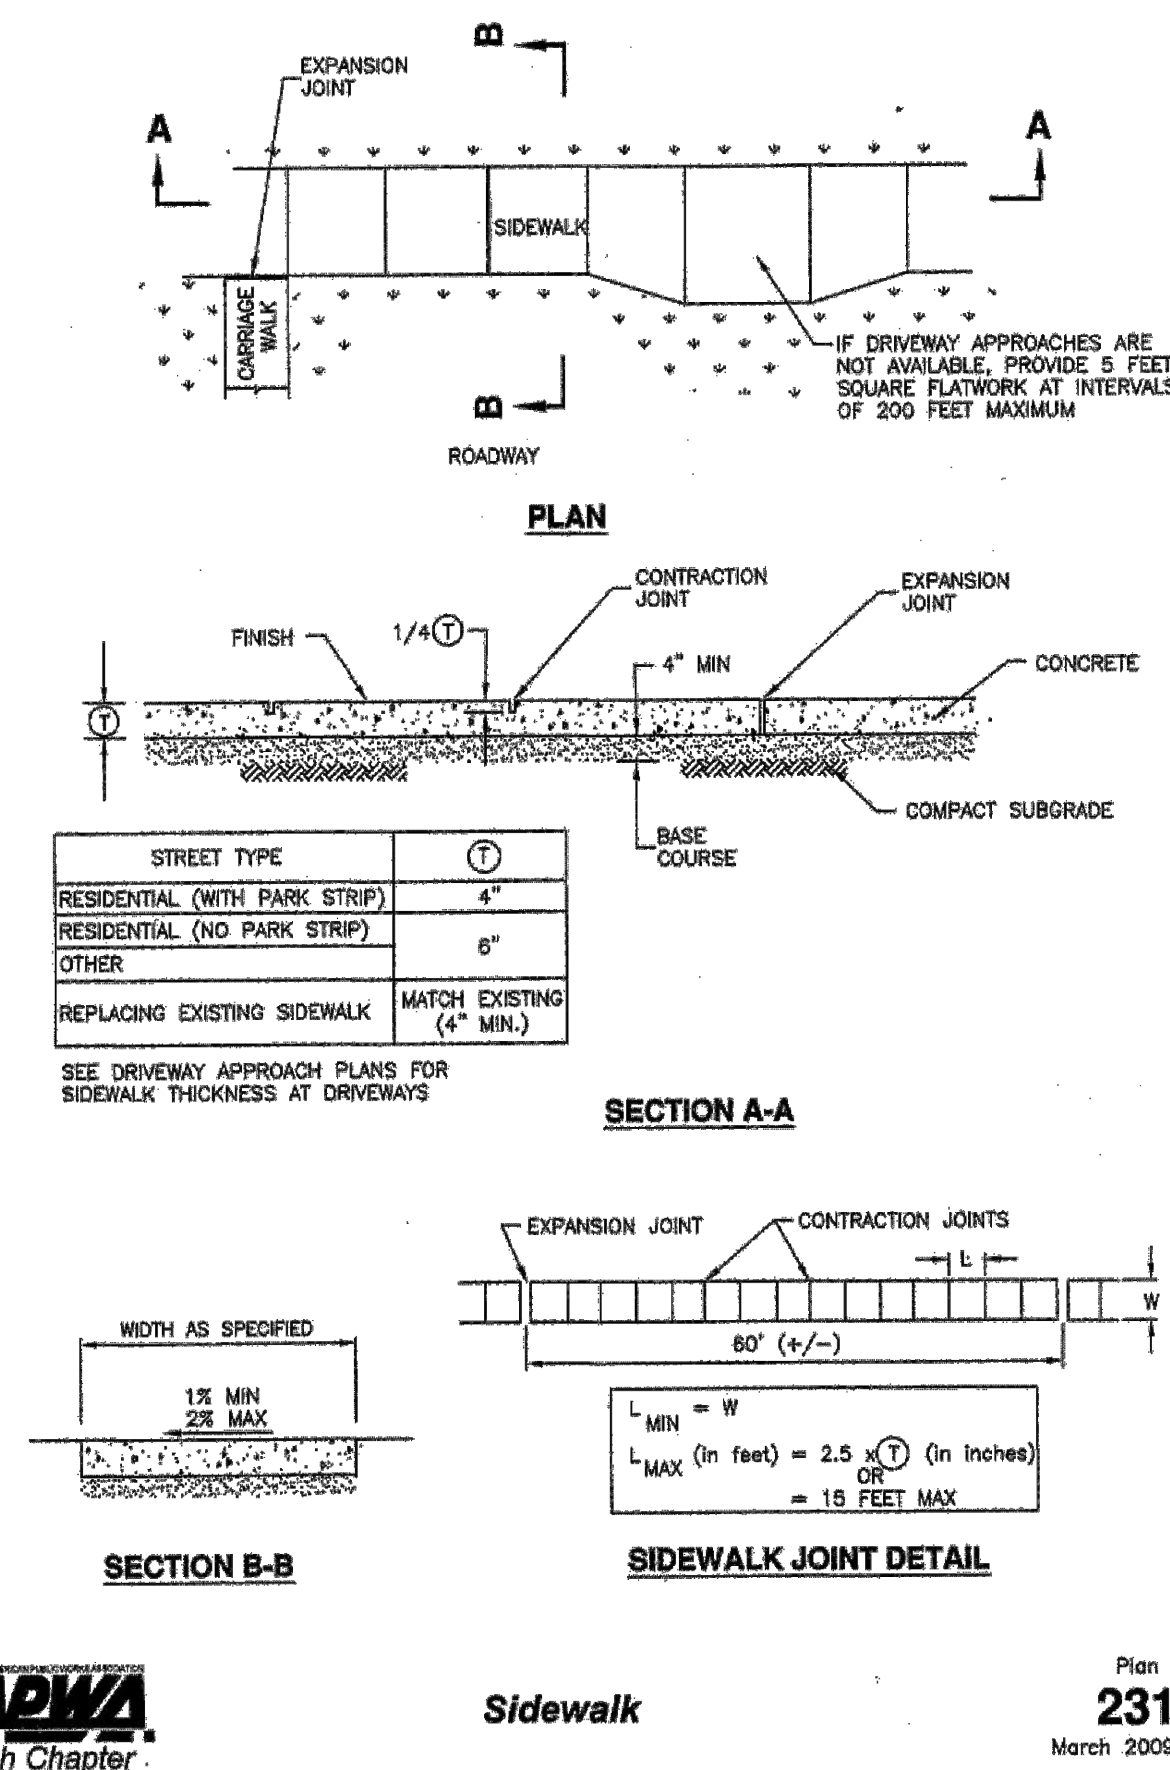 B
EXPANSION
JOINT
A
A
SIDEWALK
CARRIAGE
WALK
IF DRIVEWAY APPROACHES ARE
NOT AVAILABLE, PROVIDE 5 FEET
SQUARE FLATWORK AT INTERVALS
OF 200 FEET MAXIMUM
B
ROADWAY
PLAN
CONTRACTION
JOINT
EXPANSION
JOINT
FINISH
1/4 T
4" MIN
CONCRETE
T
COMPACT SUBGRADE
BASE
COURSE
STREET TYPE T
RESIDENTIAL (WITH PARK STRIP) 4"
RESIDENTIAL (NO PARK STRIP)
6"
OTHER
REPLACING EXISTING SIDEWALK MATCH EXISTING
(4" MIN.)
SEE DRIVEWAY APPROACH PLANS FOR
SIDEWALK THICKNESS AT DRIVEWAYS
SECTION A-A
EXPANSION JOINT
CONTRACTION JOINTS
L
W
60' (+/-)
WIDTH AS SPECIFIED
1% MIN
2% MAX
L MIN = W
L MAX (in feet) = 2.5 x T (in inches)
OR
= 15 FEET MAX
SECTION B-B
SIDEWALK JOINT DETAIL
APWA
h Chapter
Sidewalk
Plan
231
March 2009